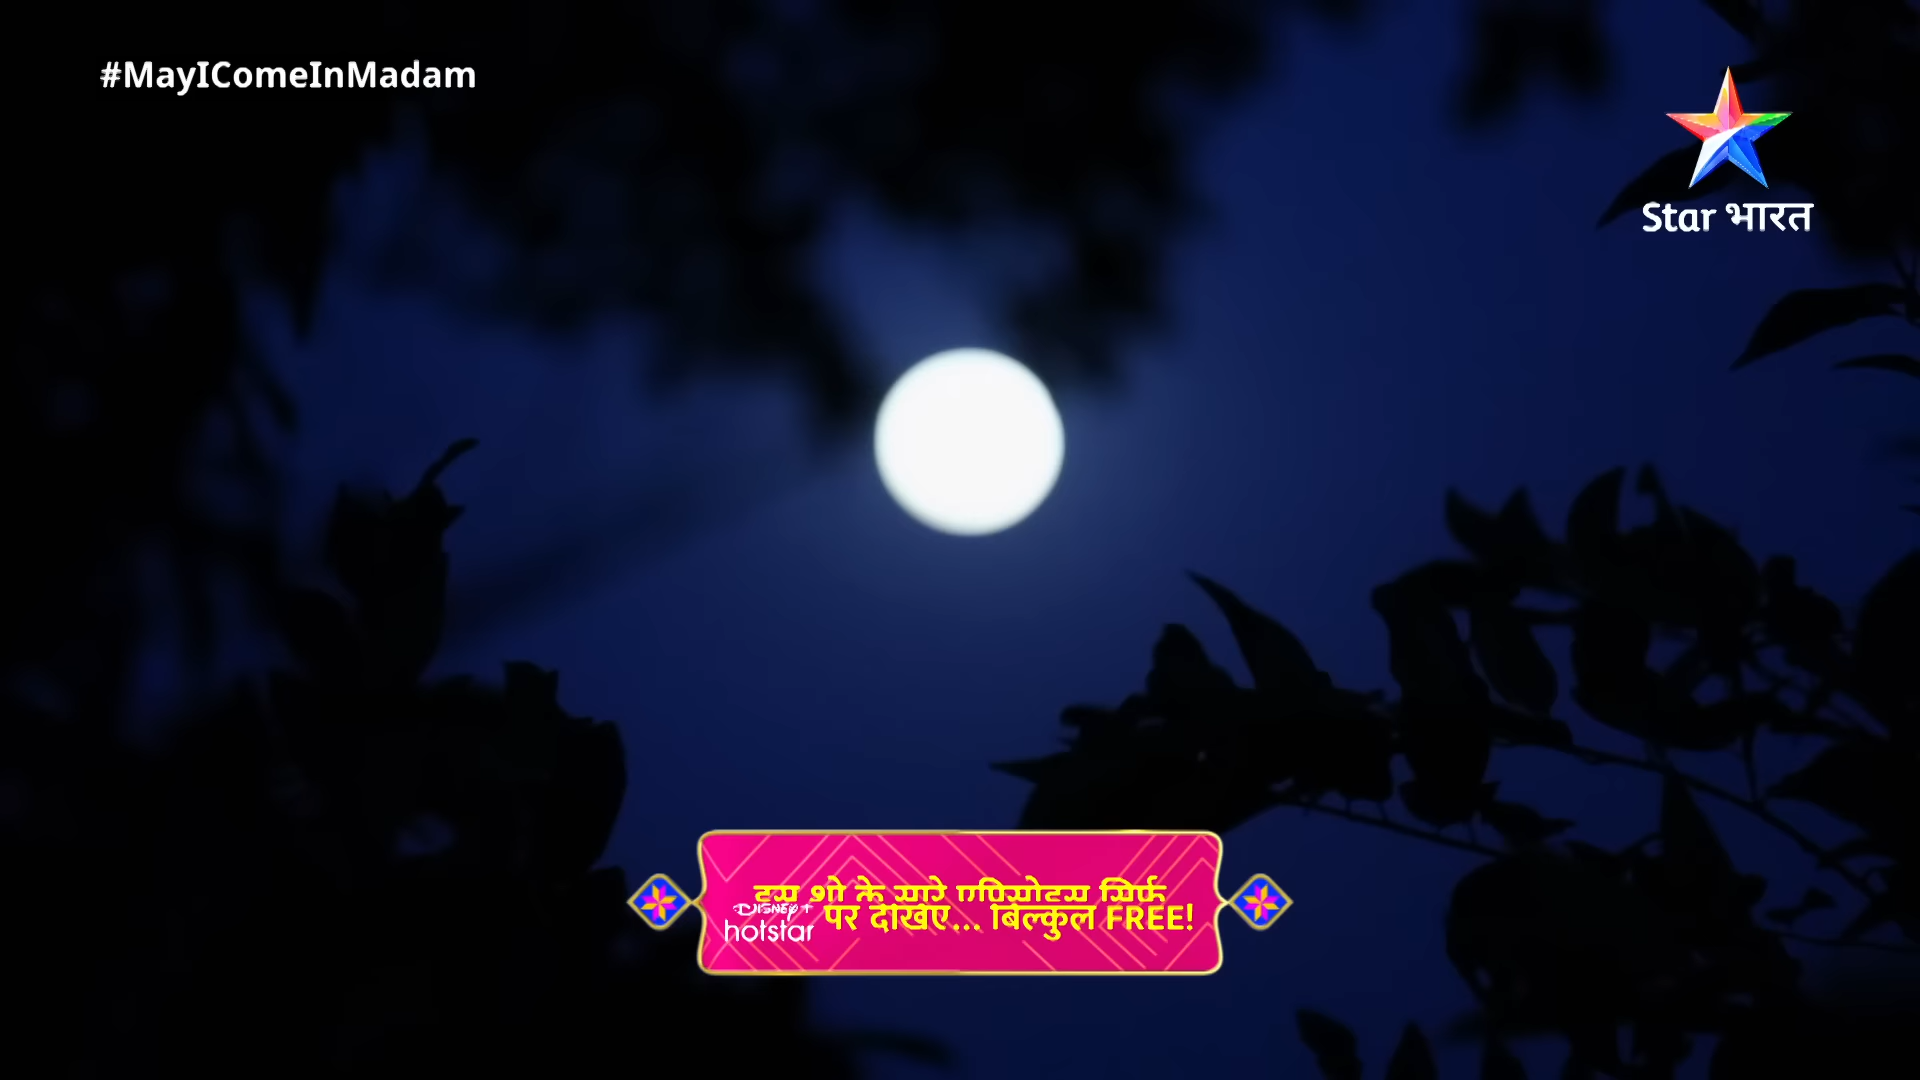 #MayIComeInMadam
Star भारत
इस शो के सारे एपिसोड्स सिर्फ
Disney+ hotstar पर देखिए... बिल्कुल FREE!